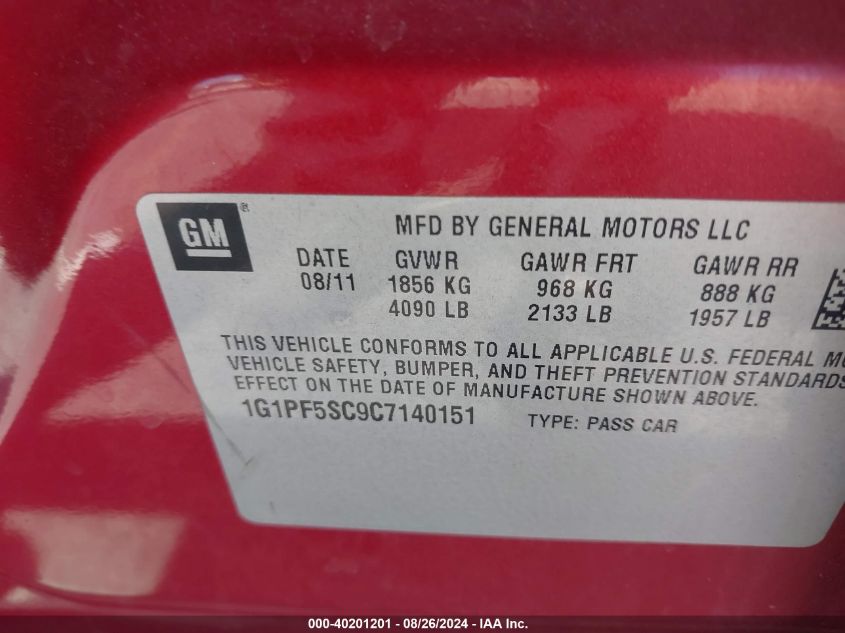 GM ®
MFD BY GENERAL MOTORS LLC
DATE GVWR GAWR FRT GAWR RR
08/11 1856 KG 968 KG 888 KG
4090 LB 2133 LB 1957 LB
THIS VEHICLE CONFORMS TO ALL APPLICABLE U.S. FEDERAL
VEHICLE SAFETY, BUMPER, AND THEFT PREVENTION STANDARDS
IN EFFECT ON THE DATE OF MANUFACTURE SHOWN ABOVE.
1G1PF5SC9C7140151 TYPE: PASS CAR
000-40201201 - 08/26/2024 - IAA Inc.